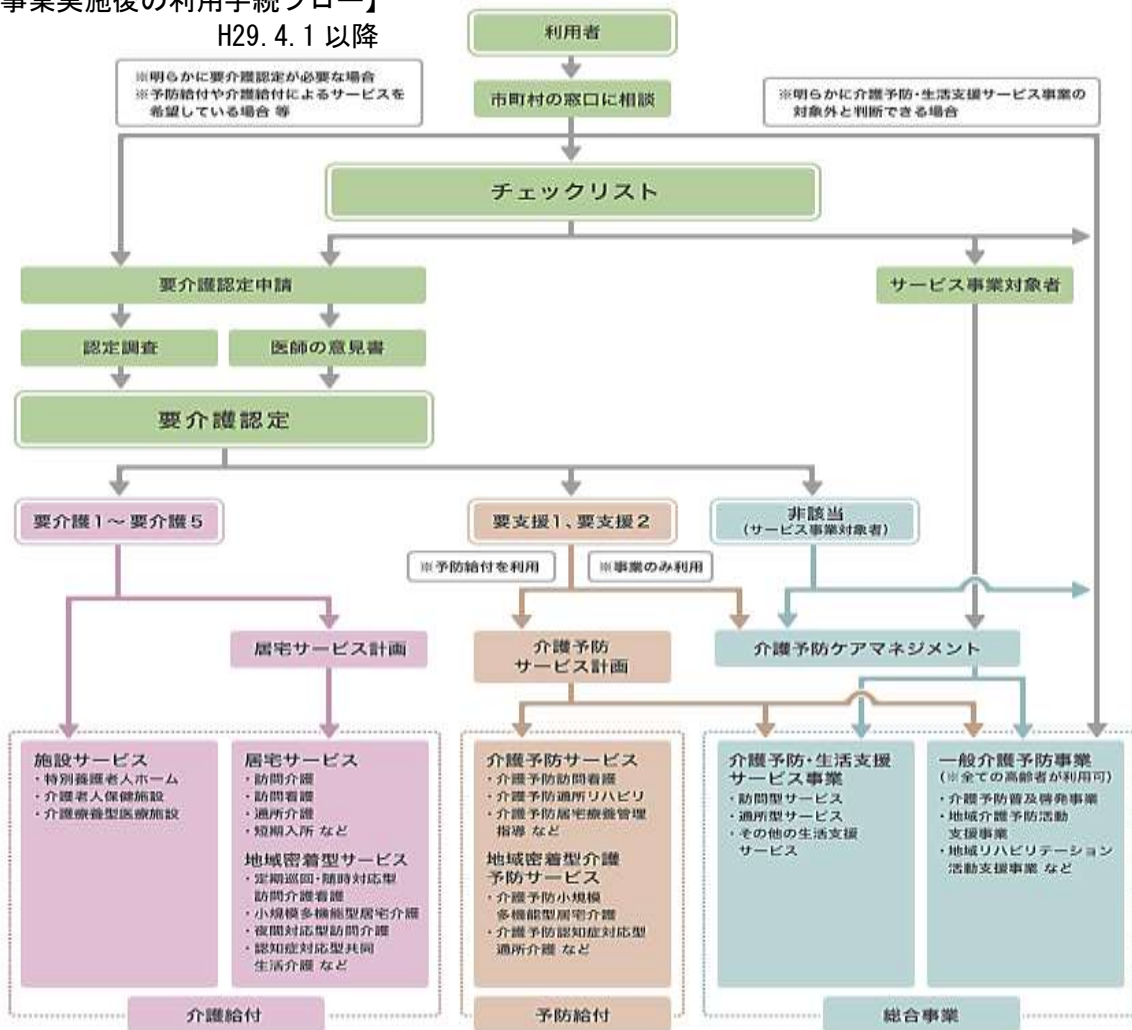 事業実施後の利用手続フロー】
H29.4.1 以降
利用者
※明らかに要介護認定が必要な場合
※予防給付や介護給付によるサービスを
希望している場合 等
市町村の窓口に相談
※明らかに介護予防・生活支援サービス事業の
対象外と判断できる場合
チェックリスト
要介護認定申請
サービス事業対象者
認定調査
医師の意見書
要介護認定
要介護1～要介護5
要支援1、要支援2
非該当
(サービス事業対象者)
※予防給付を利用
※事業のみ利用
居宅サービス計画
介護予防
サービス計画
介護予防ケアマネジメント
施設サービス
・特別養護老人ホーム
・介護老人保健施設
・介護療養型医療施設
居宅サービス
・訪問介護
・訪問看護
・通所介護
・短期入所 など
地域密着型サービス
・定期巡回・随時対応型
訪問介護看護
・小規模多機能型居宅介護
・夜間対応型訪問介護
・認知症対応型共同
生活介護 など
介護予防サービス
・介護予防訪問看護
・介護予防通所リハビリ
・介護予防居宅療養管理
指導 など
地域密着型介護
予防サービス
・介護予防小規模
多機能型居宅介護
・介護予防認知症対応型
通所介護 など
介護予防・生活支援
サービス事業
・訪問型サービス
・通所型サービス
・その他の生活支援
サービス
一般介護予防事業
(※全ての高齢者が利用可)
・介護予防普及啓発事業
・地域介護予防活動
支援事業
・地域リハビリテーション
活動支援事業 など
介護給付
予防給付
総合事業